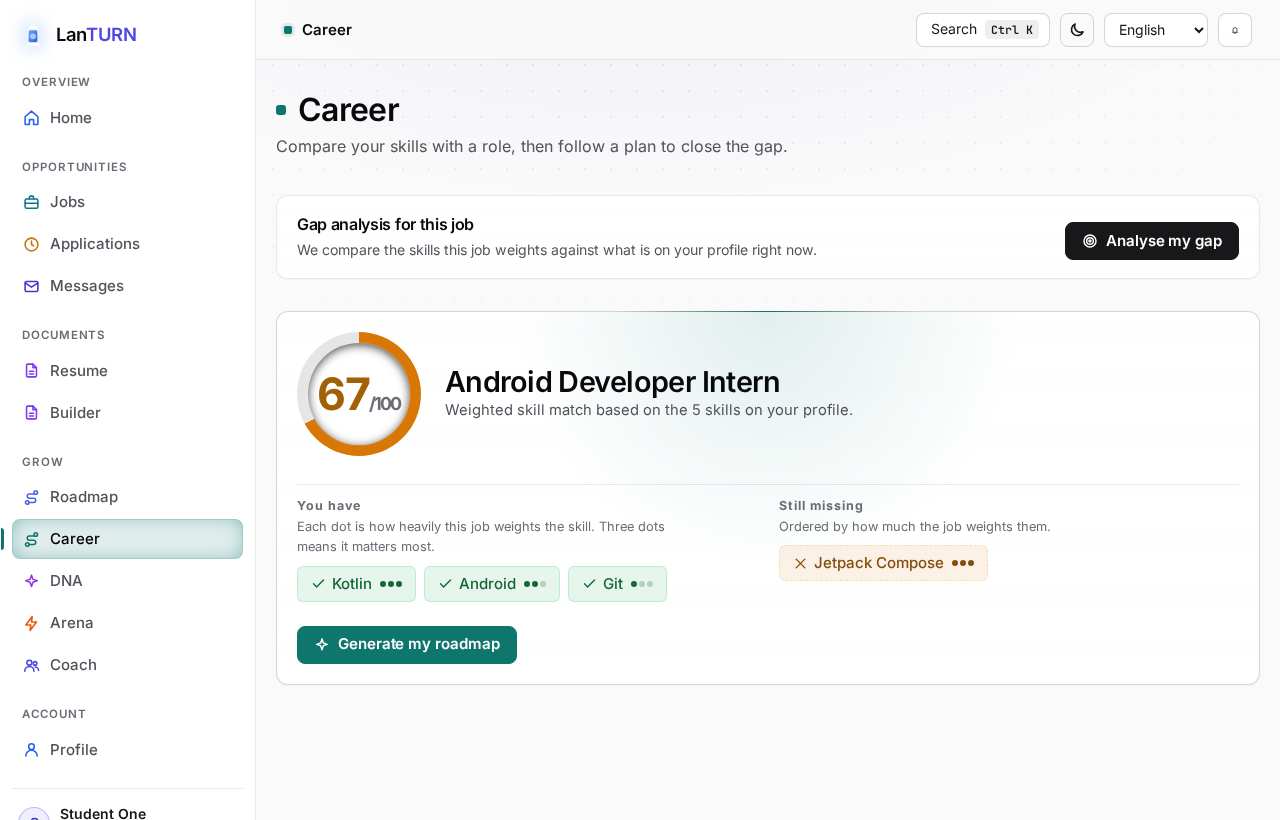 LanTURN
OVERVIEW
Home
OPPORTUNITIES
Jobs
Applications
Messages
DOCUMENTS
Resume
Builder
GROW
Roadmap
Career
DNA
Arena
Coach
ACCOUNT
Profile
Student One
Career
Search Ctrl K
English
Career
Compare your skills with a role, then follow a plan to close the gap.
Gap analysis for this job
We compare the skills this job weights against what is on your profile right now.
Analyse my gap
67/100
Android Developer Intern
Weighted skill match based on the 5 skills on your profile.
You have
Each dot is how heavily this job weights the skill. Three dots
means it matters most.
Kotlin
Android
Git
Still missing
Ordered by how much the job weights them.
Jetpack Compose
Generate my roadmap